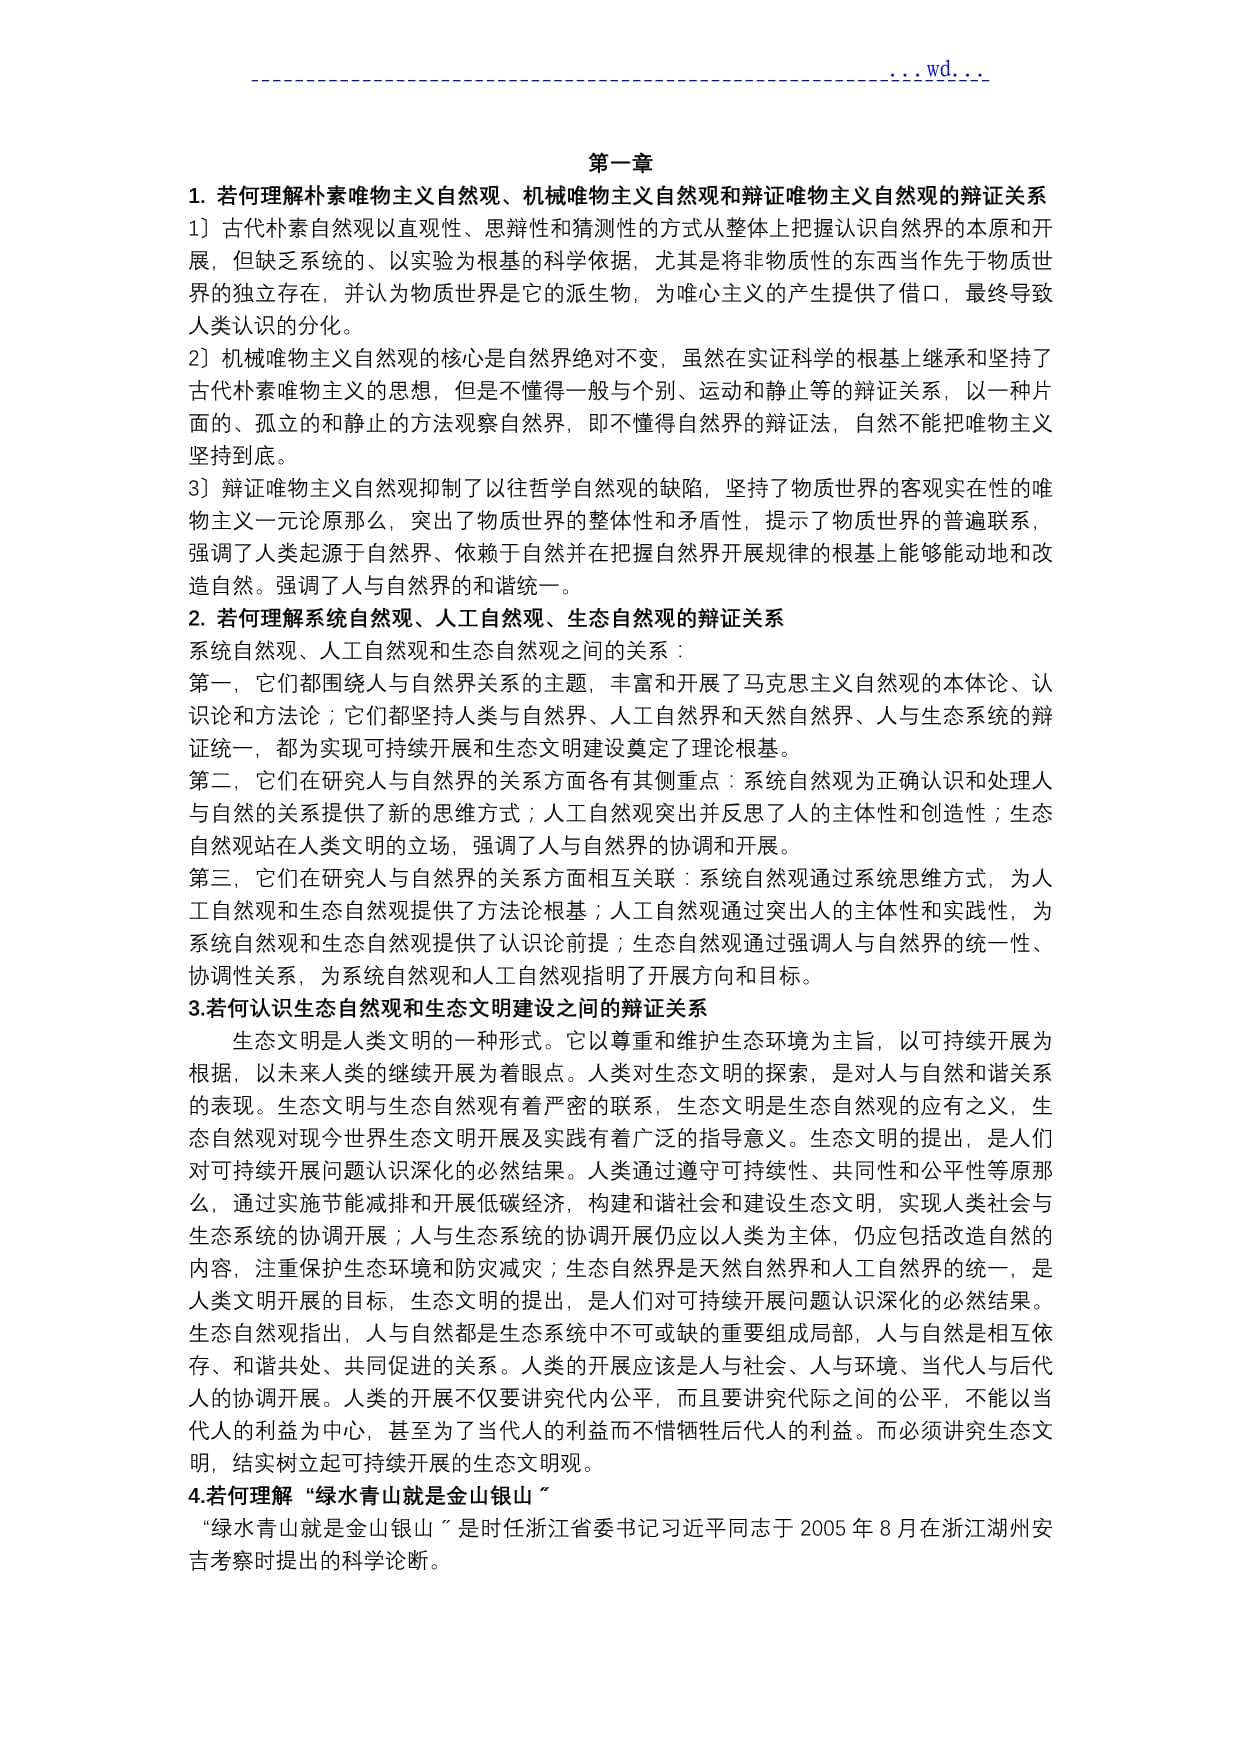 ...wd...
第一章
1. 若何理解朴素唯物主义自然观、机械唯物主义自然观和辩证唯物主义自然观的辩证关系
1〕古代朴素自然观以直观性、思辩性和猜测性的方式从整体上把握认识自然界的本原和开
展，但缺乏系统的、以实验为根基的科学依据，尤其是将非物质性的东西当作先于物质世
界的独立存在，并认为物质世界是它的派生物，为唯心主义的产生提供了借口，最终导致
人类认识的分化。
2〕机械唯物主义自然观的核心是自然界绝对不变，虽然在实证科学的根基上继承和坚持了
古代朴素唯物主义的思想，但是不懂得一般与个别、运动和静止等的辩证关系，以一种片
面的、孤立的和静止的方法观察自然界，即不懂得自然界的辩证法，自然不能把唯物主义
坚持到底。
3〕辩证唯物主义自然观抑制了以往哲学自然观的缺陷，坚持了物质世界的客观实在性的唯
物主义一元论原那么，突出了物质世界的整体性和矛盾性，提示了物质世界的普遍联系，
强调了人类起源于自然界、依赖于自然并在把握自然界开展规律的根基上能够能动地和改
造自然。强调了人与自然界的和谐统一。
2. 若何理解系统自然观、人工自然观、生态自然观的辩证关系
系统自然观、人工自然观和生态自然观之间的关系：
第一，它们都围绕人与自然界关系的主题，丰富和开展了马克思主义自然观的本体论、认
识论和方法论；它们都坚持人类与自然界、人工自然界和天然自然界、人与生态系统的辩
证统一，都为实现可持续开展和生态文明建设奠定了理论根基。
第二，它们在研究人与自然界的关系方面各有其侧重点：系统自然观为正确认识和处理人
与自然的关系提供了新的思维方式；人工自然观突出并反思了人的主体性和创造性；生态
自然观站在人类文明的立场，强调了人与自然界的协调和开展。
第三，它们在研究人与自然界的关系方面相互关联：系统自然观通过系统思维方式，为人
工自然观和生态自然观提供了方法论根基；人工自然观通过突出人的主体性和实践性，为
系统自然观和生态自然观提供了认识论前提；生态自然观通过强调人与自然界的统一性、
协调性关系，为系统自然观和人工自然观指明了开展方向和目标。
3.若何认识生态自然观和生态文明建设之间的辩证关系
生态文明是人类文明的一种形式。它以尊重和维护生态环境为主旨，以可持续开展为
根据，以未来人类的继续开展为着眼点。人类对生态文明的探索，是对人与自然和谐关系
的表现。生态文明与生态自然观有着严密的联系，生态文明是生态自然观的应有之义，生
态自然观对现今世界生态文明开展及实践有着广泛的指导意义。生态文明的提出，是人们
对可持续开展问题认识深化的必然结果。人类通过遵守可持续性、共同性和公平性等原那
么，通过实施节能减排和开展低碳经济，构建和谐社会和建设生态文明，实现人类社会与
生态系统的协调开展；人与生态系统的协调开展仍应以人类为主体，仍应包括改造自然的
内容，注重保护生态环境和防灾减灾；生态自然界是天然自然界和人工自然界的统一，是
人类文明开展的目标，生态文明的提出，是人们对可持续开展问题认识深化的必然结果。
生态自然观指出，人与自然都是生态系统中不可或缺的重要组成局部，人与自然是相互依
存、和谐共处、共同促进的关系。人类的开展应该是人与社会、人与环境、当代人与后代
人的协调开展。人类的开展不仅要讲究代内公平，而且要讲究代际之间的公平，不能以当
代人的利益为中心，甚至为了当代人的利益而不惜牺牲后代人的利益。而必须讲究生态文
明，结实树立起可持续开展的生态文明观。
4.若何理解 “绿水青山就是金山银山〞
“绿水青山就是金山银山〞是时任浙江省委书记习近平同志于 2005 年 8 月在浙江湖州安
吉考察时提出的科学论断。